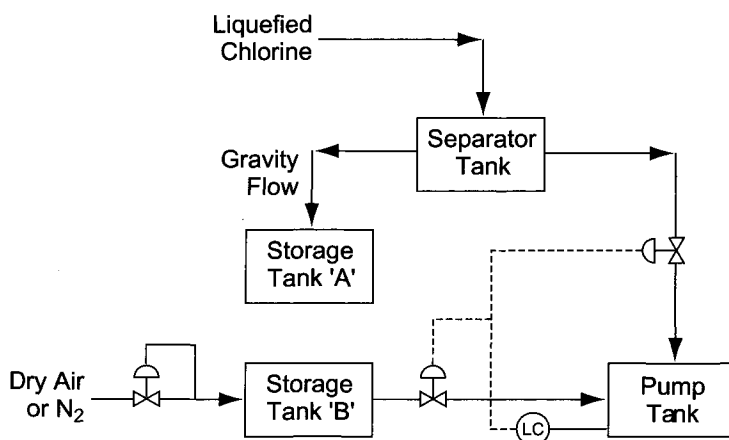 Liquefied
Chlorine
Separator
Tank
Gravity
Flow
Storage
Tank 'A'
Dry Air
or N2
Storage
Tank 'B'
Pump
Tank
LC